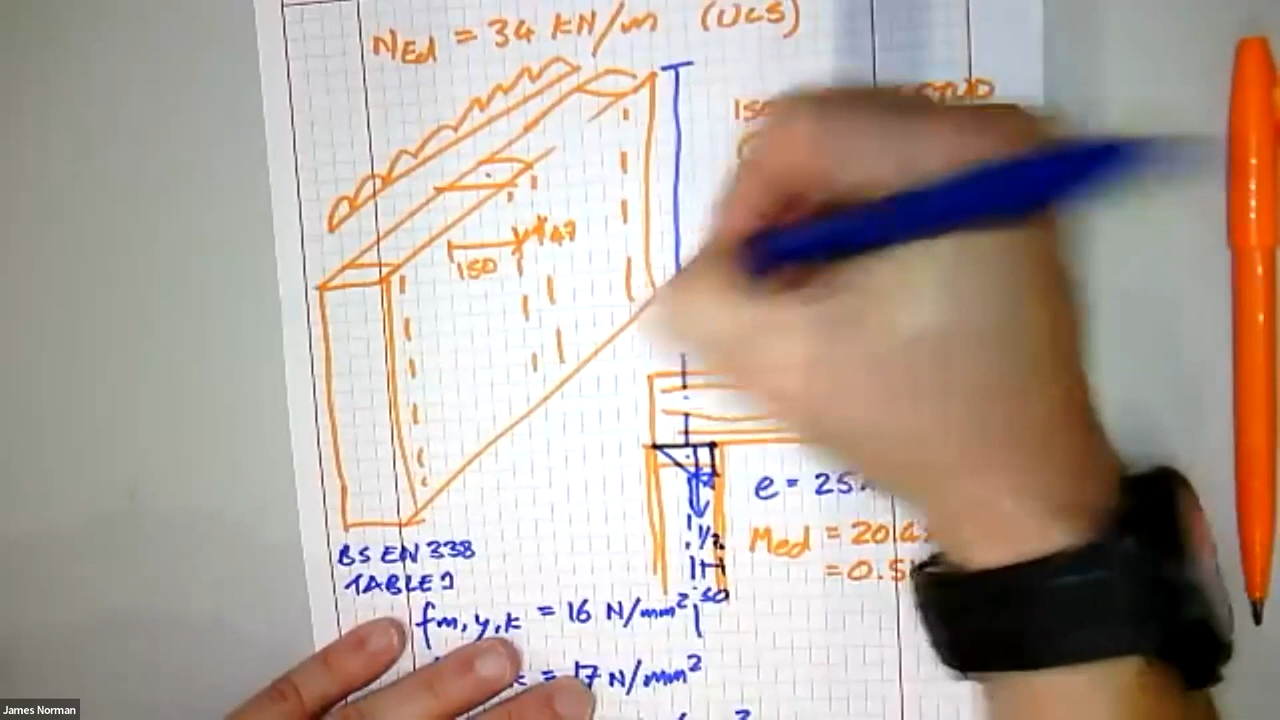 NEd = 34 KN/m (UCS)
150
47
e = 25
Med = 20.4
= 0.5
1/2
50
BS EN 338
TABLE 1
fm,y,k = 16 N/mm²
= 17 N/mm²
James Norman